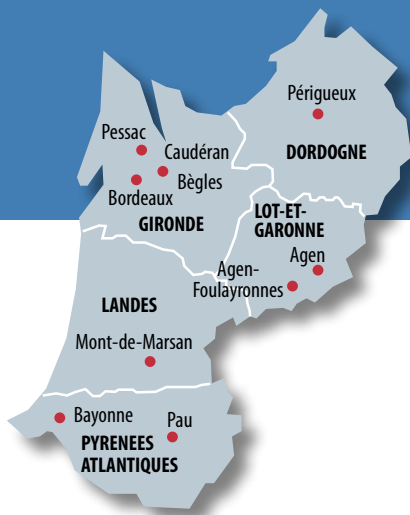 Périgueux
DORDOGNE
Pessac
Caudéran
Bègles
Bordeaux
GIRONDE
LOT-ET-
GARONNE
Agen
Agen-
Foulayronnes
LANDES
Mont-de-Marsan
Bayonne
Pau
PYRENEES
ATLANTIQUES